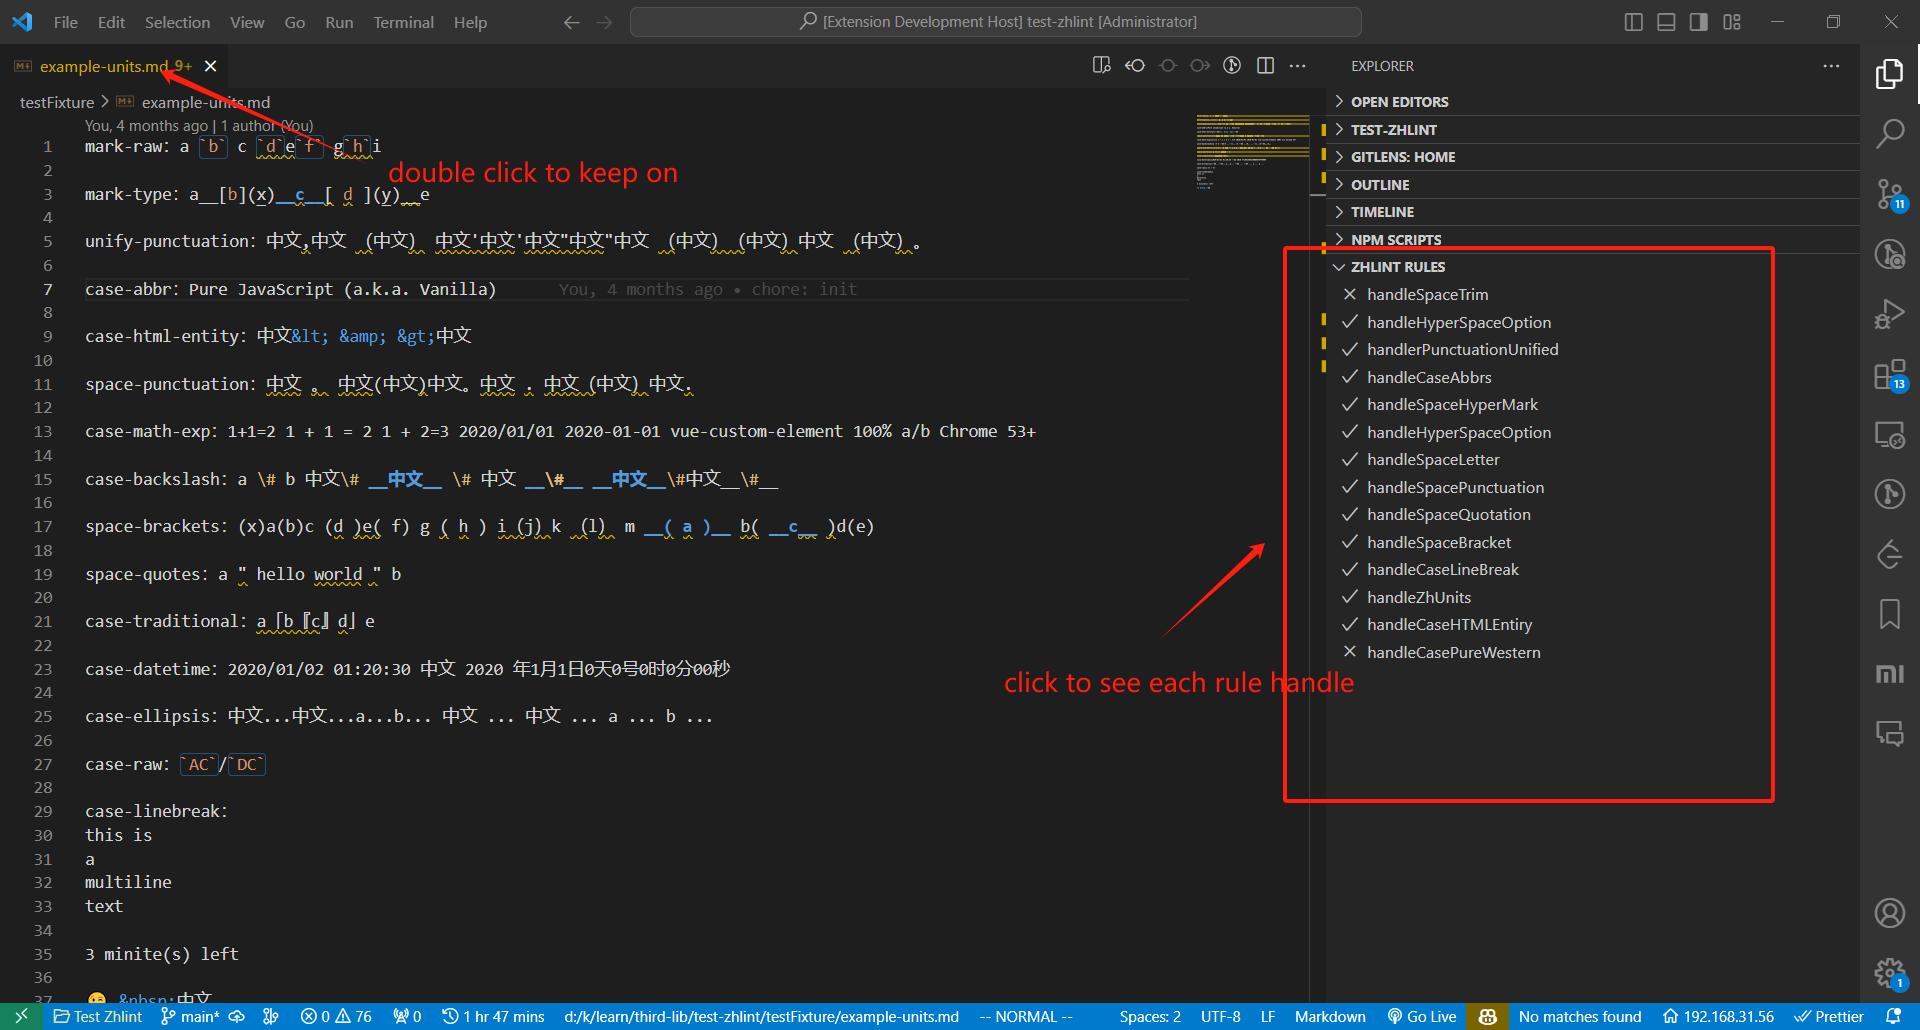 File Edit Selection View Go Run Terminal Help
[Extension Development Host] test-zhlint [Administrator]
example-units.md 9+
testFixture > example-units.md
You, 4 months ago | 1 author (You)
1 mark-raw: a `b` c `d`e`f` g`h`i
double click to keep on
2
3 mark-type: a__[b](x)__c__[ d ](y)__e
4
5 unify-punctuation: 中文,中文 (中文) 中文'中文'中文"中文"中文 (中文) (中文) 中文 (中文) 。
6
7 case-abbr: Pure JavaScript (a.k.a. Vanilla) You, 4 months ago • chore: init
8
9 case-html-entity: 中文&lt; &amp; &gt;中文
10
11 space-punctuation: 中文 。 中文(中文)中文。中文 . 中文 (中文) 中文.
12
13 case-math-exp: 1+1=2 1 + 1 = 2 1 + 2=3 2020/01/01 2020-01-01 vue-custom-element 100% a/b Chrome 53+
14
15 case-backslash: a \# b 中文\# __中文__ \# 中文 __\#__ __中文__\#中文__\#__
16
17 space-brackets: (x)a(b)c (d )e( f) g ( h ) i (j) k (l) m __( a )__ b( __c__ )d(e)
18
19 space-quotes: a " hello world " b
20
21 case-traditional: a「b『c』d」e
22
23 case-datetime: 2020/01/02 01:20:30 中文 2020 年1月1日0天0号0时0分00秒
24
25 case-ellipsis: 中文...中文...a...b... 中文 ... 中文 ... a ... b ...
26
27 case-raw: `AC`/`DC`
28
29 case-linebreak:
30 this is
31 a
32 multiline
33 text
34
35 3 minite(s) left
36
37 😉 &nbsp;中文
EXPLORER
OPEN EDITORS
TEST-ZHLINT
GITLENS: HOME
OUTLINE
TIMELINE
NPM SCRIPTS
ZHLINT RULES
handleSpaceTrim
handleHyperSpaceOption
handlerPunctuationUnified
handleCaseAbbrs
handleSpaceHyperMark
handleHyperSpaceOption
handleSpaceLetter
handleSpacePunctuation
handleSpaceQuotation
handleSpaceBracket
handleCaseLineBreak
handleZhUnits
handleCaseHTMLEntiry
handleCasePureWestern
click to see each rule handle
11
13
MI
1
Test Zhlint main* 0 76 0 1 hr 47 mins d:/k/learn/third-lib/test-zhlint/testFixture/example-units.md -- NORMAL -- Spaces: 2 UTF-8 LF Markdown Go Live No matches found 192.168.31.56 Prettier